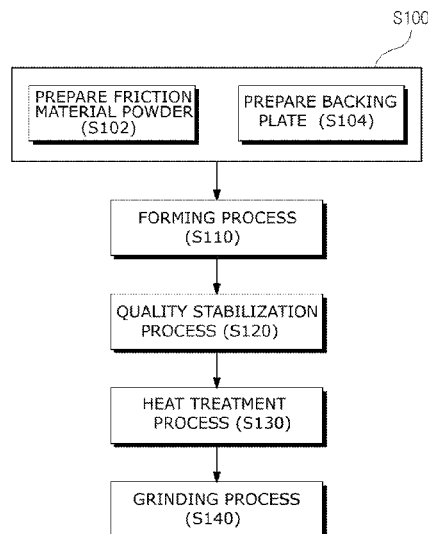 S100
PREPARE FRICTION
MATERIAL POWDER
(S102)
PREPARE BACKING
PLATE (S104)
FORMING PROCESS
(S110)
QUALITY STABILIZATION
PROCESS (S120)
HEAT TREATMENT
PROCESS (S130)
GRINDING PROCESS
(S140)